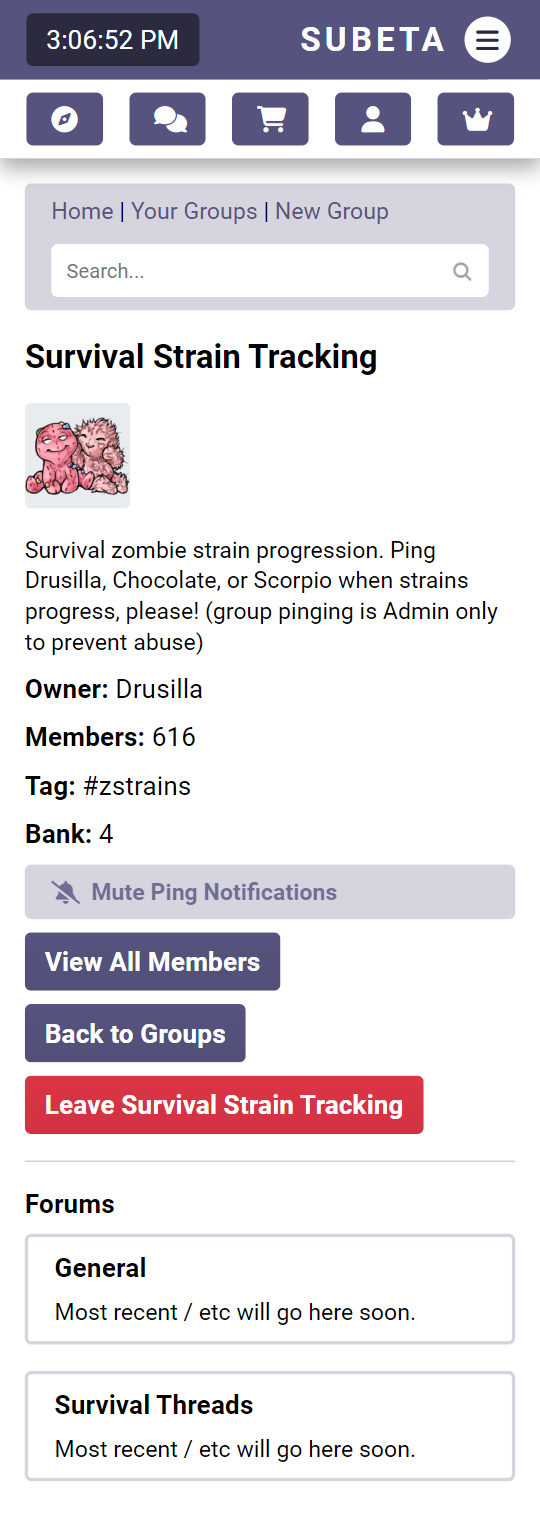 3:06:52 PM
SUBETA
Home | Your Groups | New Group
Search...
Survival Strain Tracking
Survival zombie strain progression. Ping
Drusilla, Chocolate, or Scorpio when strains
progress, please! (group pinging is Admin only
to prevent abuse)
Owner: Drusilla
Members: 616
Tag: #zstrains
Bank: 4
Mute Ping Notifications
View All Members
Back to Groups
Leave Survival Strain Tracking
Forums
General
Most recent / etc will go here soon.
Survival Threads
Most recent / etc will go here soon.